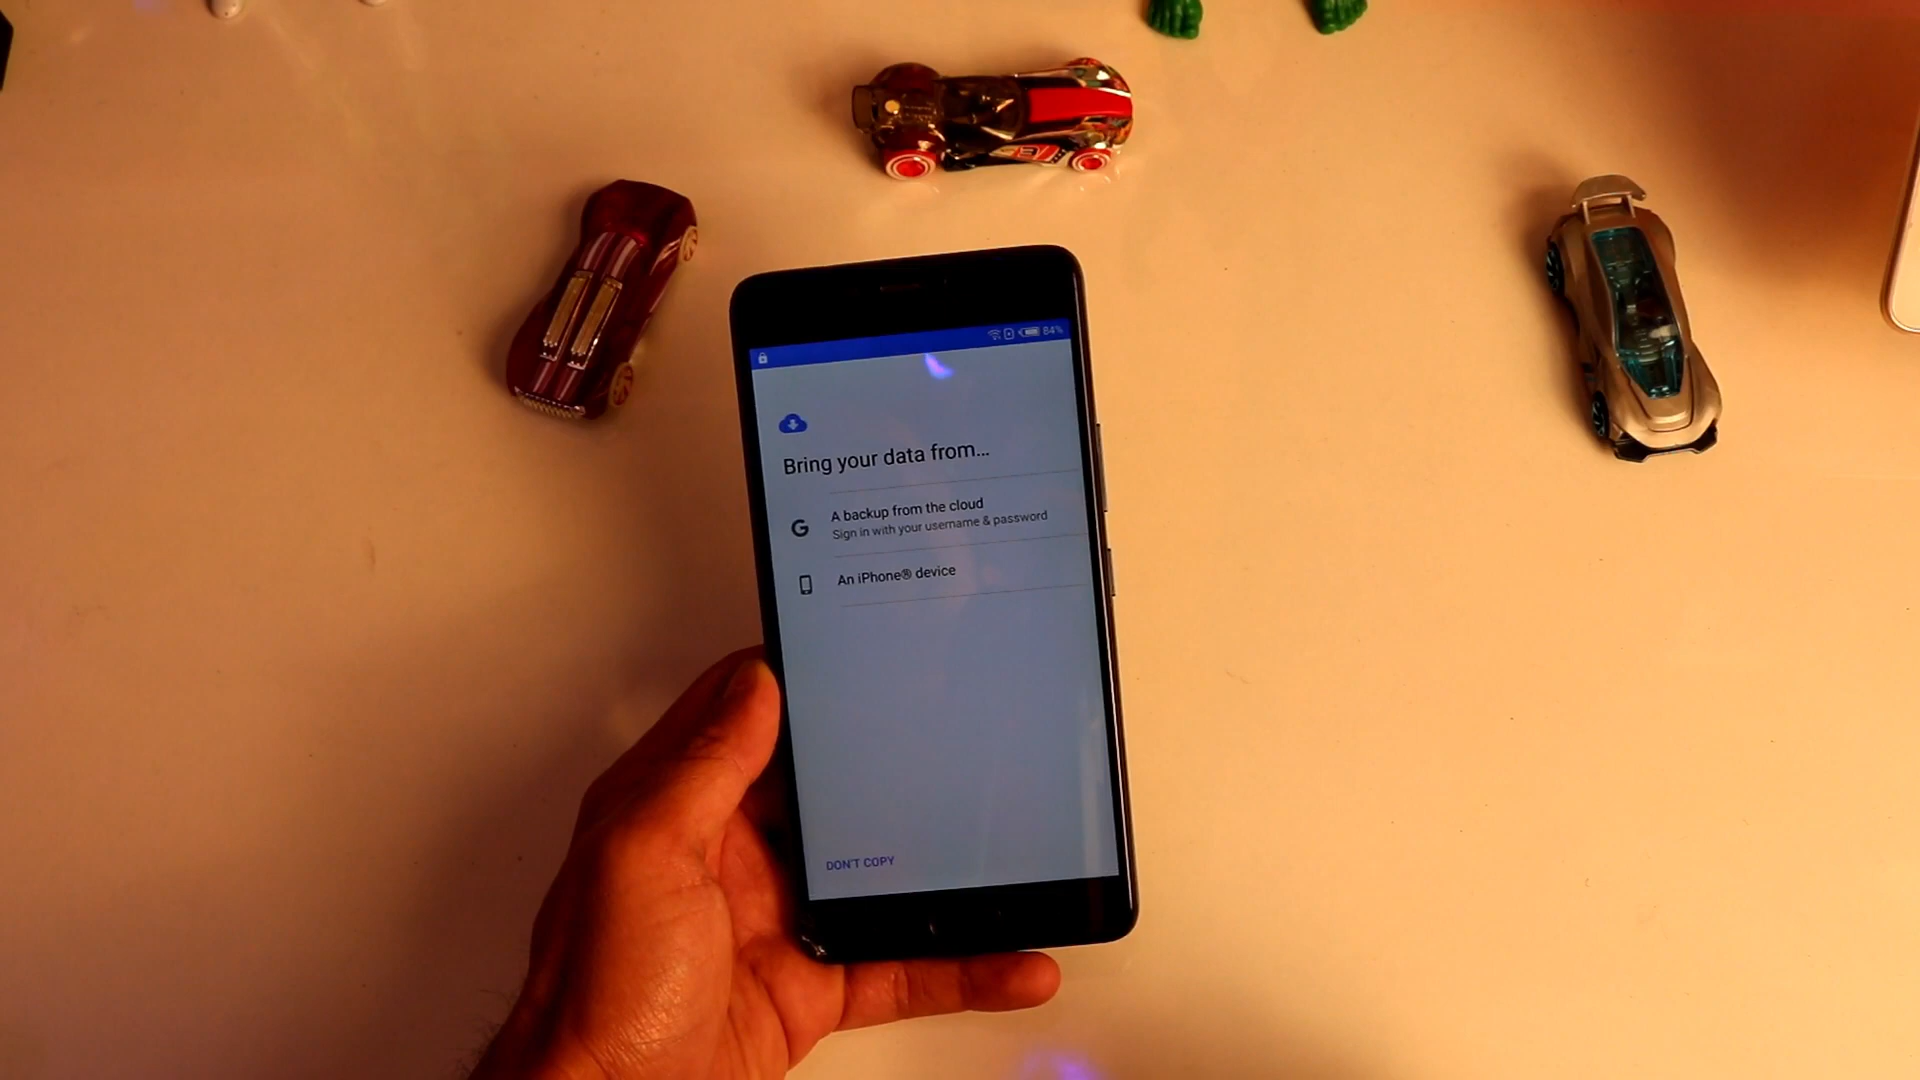 84%
Bring your data from...
G
A backup from the cloud
Sign in with your username & password
An iPhone® device
DON'T COPY